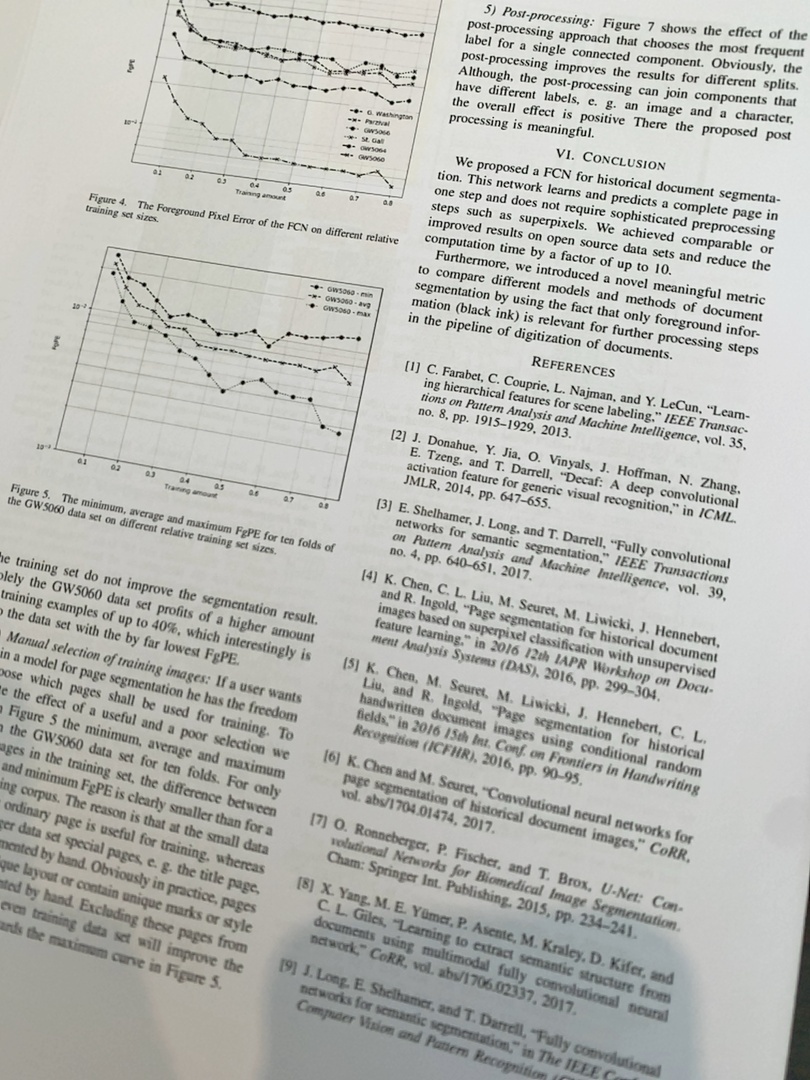 FgPE
10⁻²
G. Washington
Parzival
GW5066
St. Gall
GW5064
GW5060
0.1 0.2 0.3 0.4 0.5 0.6 0.7 0.8
Training amount
Figure 4. The Foreground Pixel Error of the FCN on different relative
training set sizes.
GW5060 - min
GW5060 - avg
GW5060 - max
10⁻²
FgPE
0.1 0.2 0.3 0.4 0.5 0.6 0.7 0.8
Training amount
Figure 5. The minimum, average and maximum FgPE for ten folds of
the GW5060 data set on different relative training set sizes.
the training set do not improve the segmentation result.
the GW5060 data set profits of a higher amount
training examples of up to 40%, which interestingly is
the data set with the by far lowest FgPE.
Manual selection of training images: If a user wants
in a model for page segmentation he has the freedom
which pages shall be used for training. To
the effect of a useful and a poor selection we
Figure 5 the minimum, average and maximum
the GW5060 data set for ten folds. For only
in the training set, the difference between
and minimum FgPE is clearly smaller than for a
corpus. The reason is that at the small data
ordinary page is useful for training, whereas
data set special pages, e. g. the title page,
by hand. Obviously in practice, pages
layout or contain unique marks or style
by hand. Excluding these pages from
even training data set will improve the
the maximum curve in Figure 5.
5) Post-processing: Figure 7 shows the effect of the
post-processing approach that chooses the most frequent
label for a single connected component. Obviously, the
post-processing improves the results for different splits.
Although, the post-processing can join components that
have different labels, e. g. an image and a character,
the overall effect is positive There the proposed post
processing is meaningful.
VI. CONCLUSION
We proposed a FCN for historical document segmenta-
tion. This network learns and predicts a complete page in
one step and does not require sophisticated preprocessing
steps such as superpixels. We achieved comparable or
improved results on open source data sets and reduce the
computation time by a factor of up to 10.
Furthermore, we introduced a novel meaningful metric
to compare different models and methods of document
segmentation by using the fact that only foreground infor-
mation (black ink) is relevant for further processing steps
in the pipeline of digitization of documents.
REFERENCES
[1] C. Farabet, C. Couprie, L. Najman, and Y. LeCun, “Learn-
ing hierarchical features for scene labeling,” IEEE Transac-
tions on Pattern Analysis and Machine Intelligence, vol. 35,
no. 8, pp. 1915–1929, 2013.
[2] J. Donahue, Y. Jia, O. Vinyals, J. Hoffman, N. Zhang,
E. Tzeng, and T. Darrell, “Decaf: A deep convolutional
activation feature for generic visual recognition,” in ICML.
JMLR, 2014, pp. 647–655.
[3] E. Shelhamer, J. Long, and T. Darrell, “Fully convolutional
networks for semantic segmentation,” IEEE Transactions
on Pattern Analysis and Machine Intelligence, vol. 39,
no. 4, pp. 640–651, 2017.
[4] K. Chen, C. L. Liu, M. Seuret, M. Liwicki, J. Hennebert,
and R. Ingold, “Page segmentation for historical document
images based on superpixel classification with unsupervised
feature learning,” in 2016 12th IAPR Workshop on Docu-
ment Analysis Systems (DAS), 2016, pp. 299–304.
[5] K. Chen, M. Seuret, M. Liwicki, J. Hennebert, C. L.
Liu, and R. Ingold, “Page segmentation for historical
handwritten document images using conditional random
fields,” in 2016 15th Int. Conf. on Frontiers in Handwriting
Recognition (ICFHR), 2016, pp. 90–95.
[6] K. Chen and M. Seuret, “Convolutional neural networks for
page segmentation of historical document images,” CoRR,
vol. abs/1704.01474, 2017.
[7] O. Ronneberger, P. Fischer, and T. Brox, U-Net: Con-
volutional Networks for Biomedical Image Segmentation.
Cham: Springer Int. Publishing, 2015, pp. 234–241.
[8] X. Yang, M. E. Yümer, P. Asente, M. Kraley, D. Kifer, and
C. L. Giles, “Learning to extract semantic structure from
documents using multimodal fully convolutional neural
network,” CoRR, vol. abs/1706.02337, 2017.
[9] J. Long, E. Shelhamer, and T. Darrell, “Fully convolutional
networks for semantic segmentation,” in The IEEE
Computer Vision and Pattern Recognition